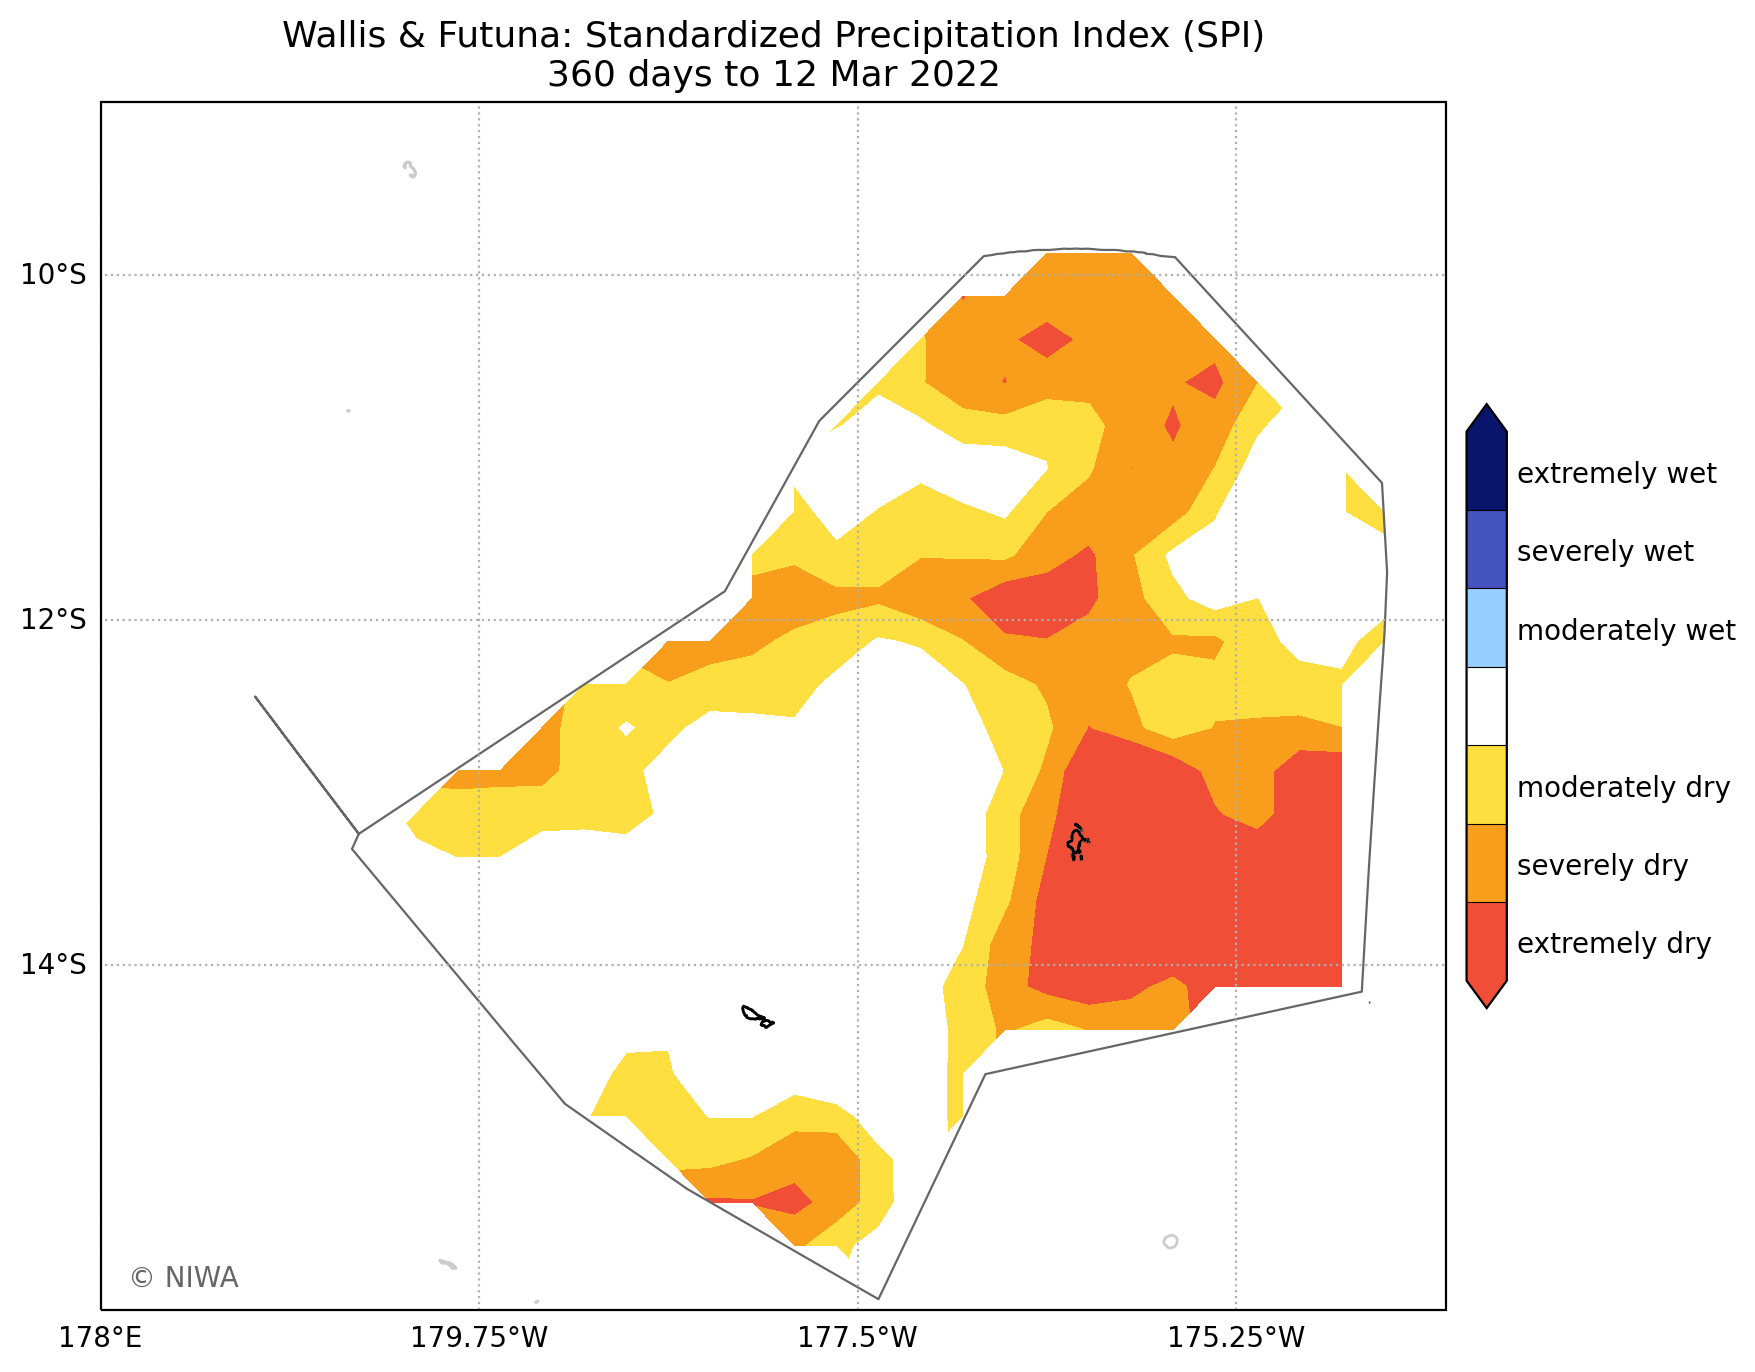 Wallis & Futuna: Standardized Precipitation Index (SPI)
360 days to 12 Mar 2022
10°S
12°S
14°S
178°E
179.75°W
177.5°W
175.25°W
extremely wet
severely wet
moderately wet
moderately dry
severely dry
extremely dry
© NIWA